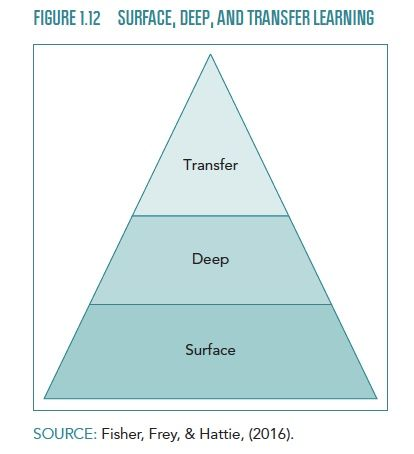 FIGURE 1.12 SURFACE, DEEP, AND TRANSFER LEARNING
Transfer
Deep
Surface
SOURCE: Fisher, Frey, & Hattie, (2016).